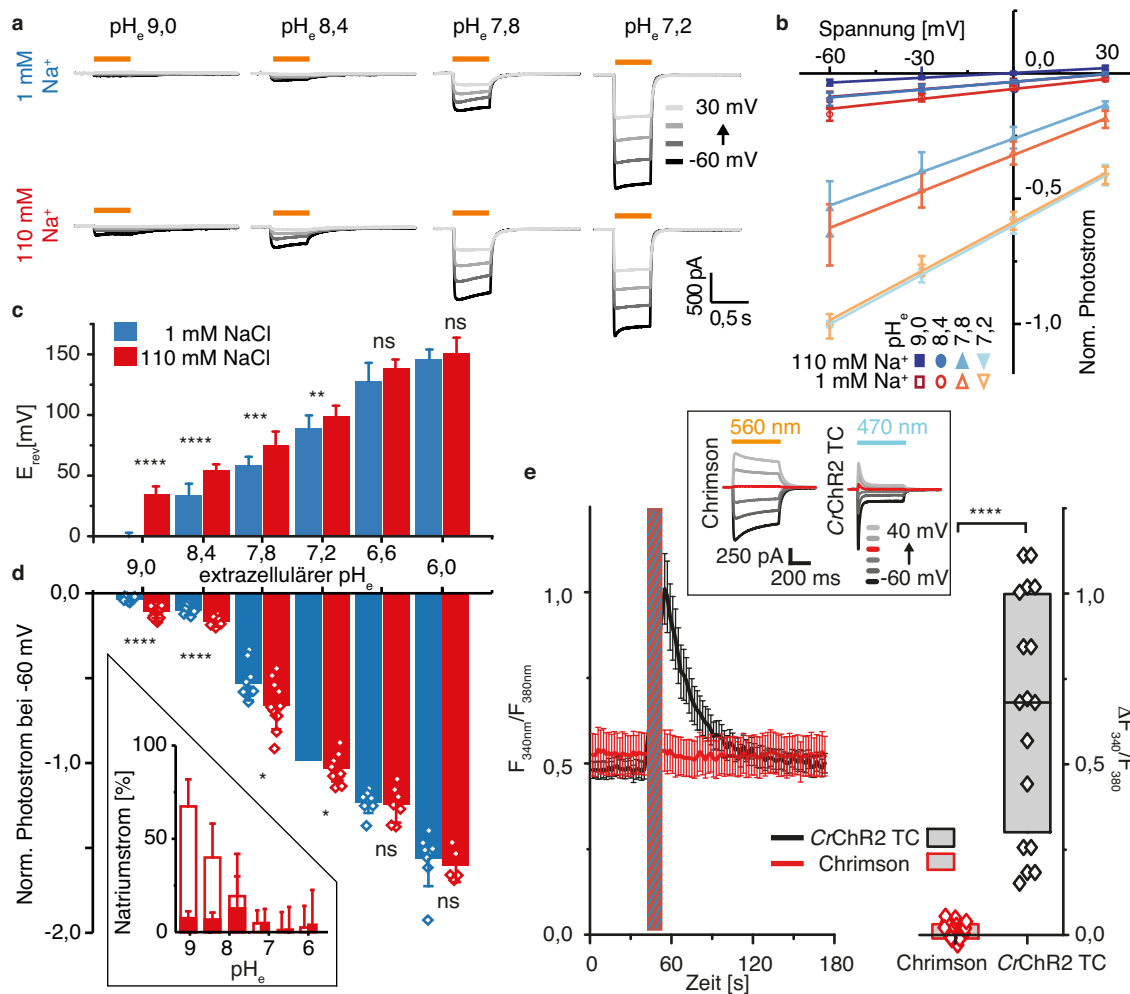 a
pHe 9,0
pHe 8,4
pHe 7,8
pHe 7,2
1 mM Na⁺
30 mV
-60 mV
110 mM Na⁺
500 pA
0,5 s
b
Spannung [mV]
-60
-30
0,0
30
-0,5
-1,0
Nom. Photostrom
pHe
9,0
8,4
7,8
7,2
110 mM Na⁺
1 mM Na⁺
c
1 mM NaCl
110 mM NaCl
Erev[mV]
150
100
50
0
****
****
***
**
ns
ns
9,0
8,4
7,8
7,2
6,6
6,0
extrazellulärer pHe
d
Norm. Photostrom bei -60 mV
0,0
-1,0
-2,0
****
****
*
*
ns
ns
Natriumstrom [%]
100
50
0
9
8
7
6
pHe
e
560 nm
470 nm
Chrimson
CrChR2 TC
250 pA
200 ms
40 mV
-60 mV
F340nm/F380nm
1,0
0,5
0,0
0
60
120
180
Zeit [s]
CrChR2 TC
Chrimson
****
1,0
0,5
0,0
ΔF340/F380
Chrimson
CrChR2 TC